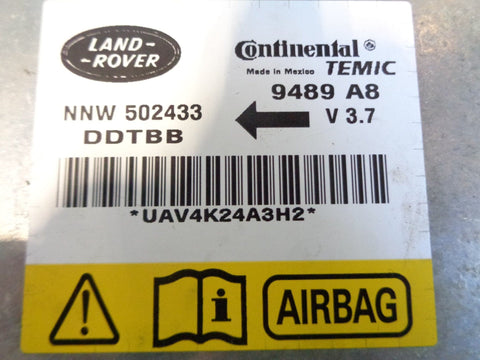 LAND-
-ROVER
Continental
Made in Mexico TEMIC
9489 A8
NNW 502433
V 3.7
DDTBB
*UAV4K24A3H2*
i
AIRBAG